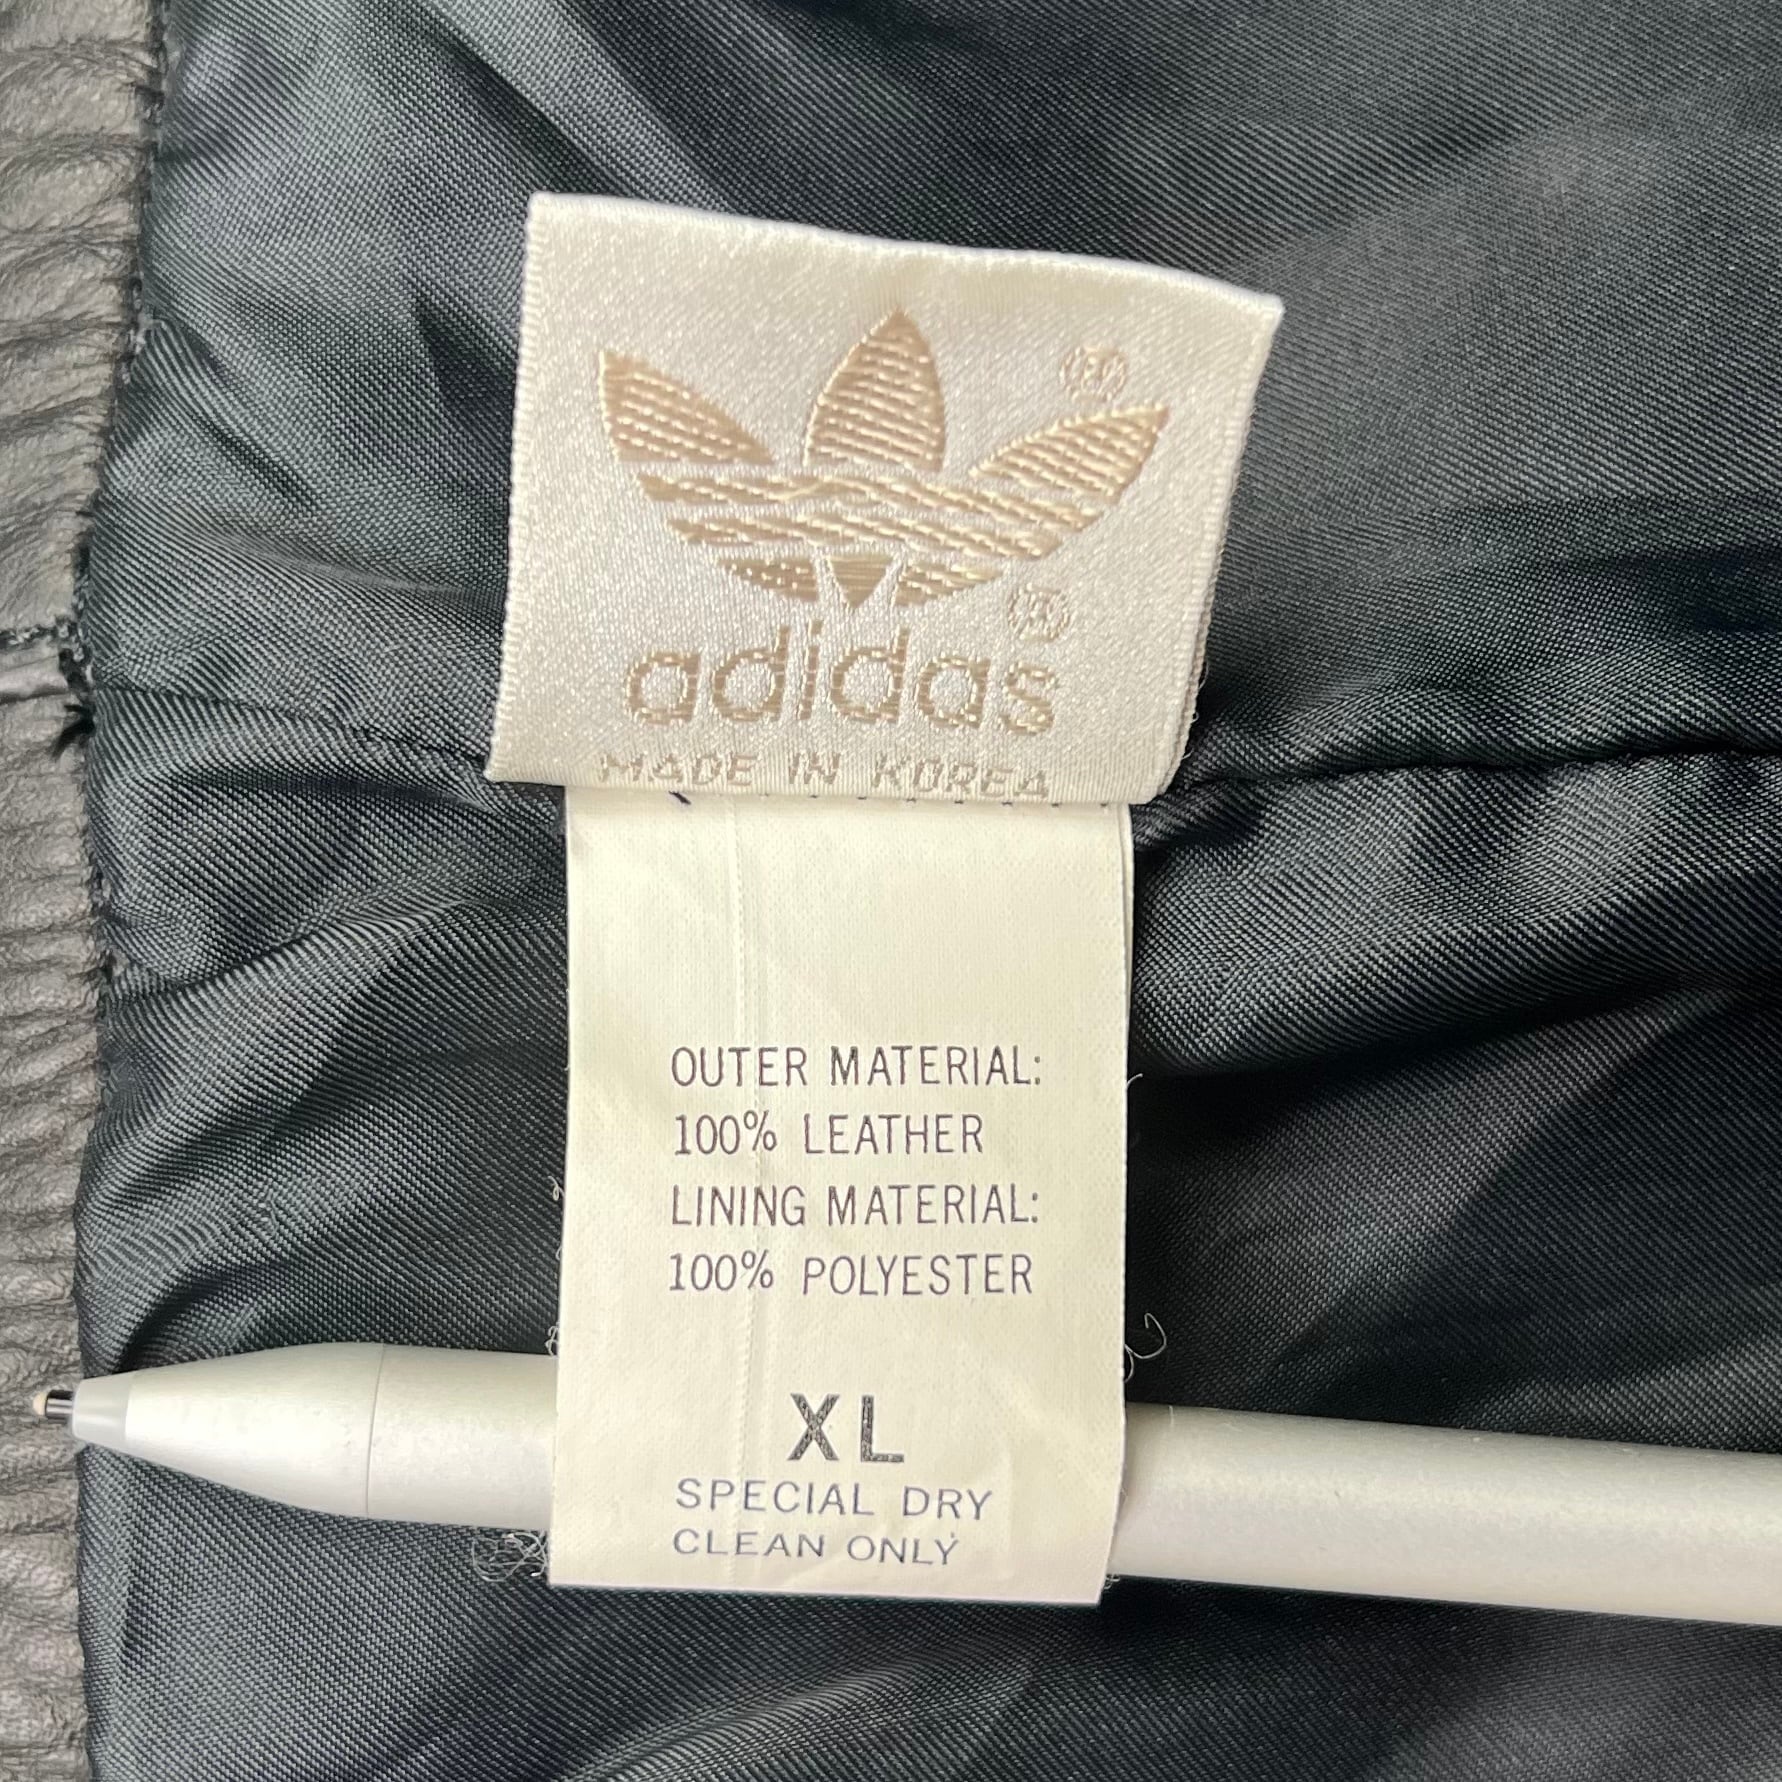 ®
®
adidas
MADE IN KOREA
OUTER MATERIAL:
100% LEATHER
LINING MATERIAL:
100% POLYESTER
XL
SPECIAL DRY
CLEAN ONLY